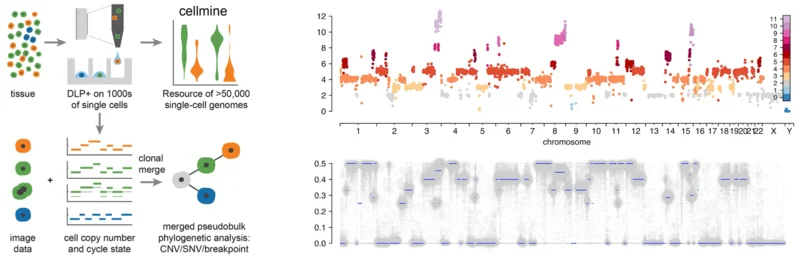 cellmine
tissue
DLP+ on 1000s
of single cells
Resource of >50,000
single-cell genomes
clonal
merge
+
image
data
cell copy number
and cycle state
merged pseudobulk
phylogenetic analysis:
CNV/SNV/breakpoint
12
10
8
6
4
2
0
11
10
9
8
7
6
5
4
3
2
1
0
1 2 3 4 5 6 7 8 9 10 11 12 13 14 15 16 17 18 19 20 21 22 X Y
chromosome
0.5
0.4
0.3
0.2
0.1
0.0